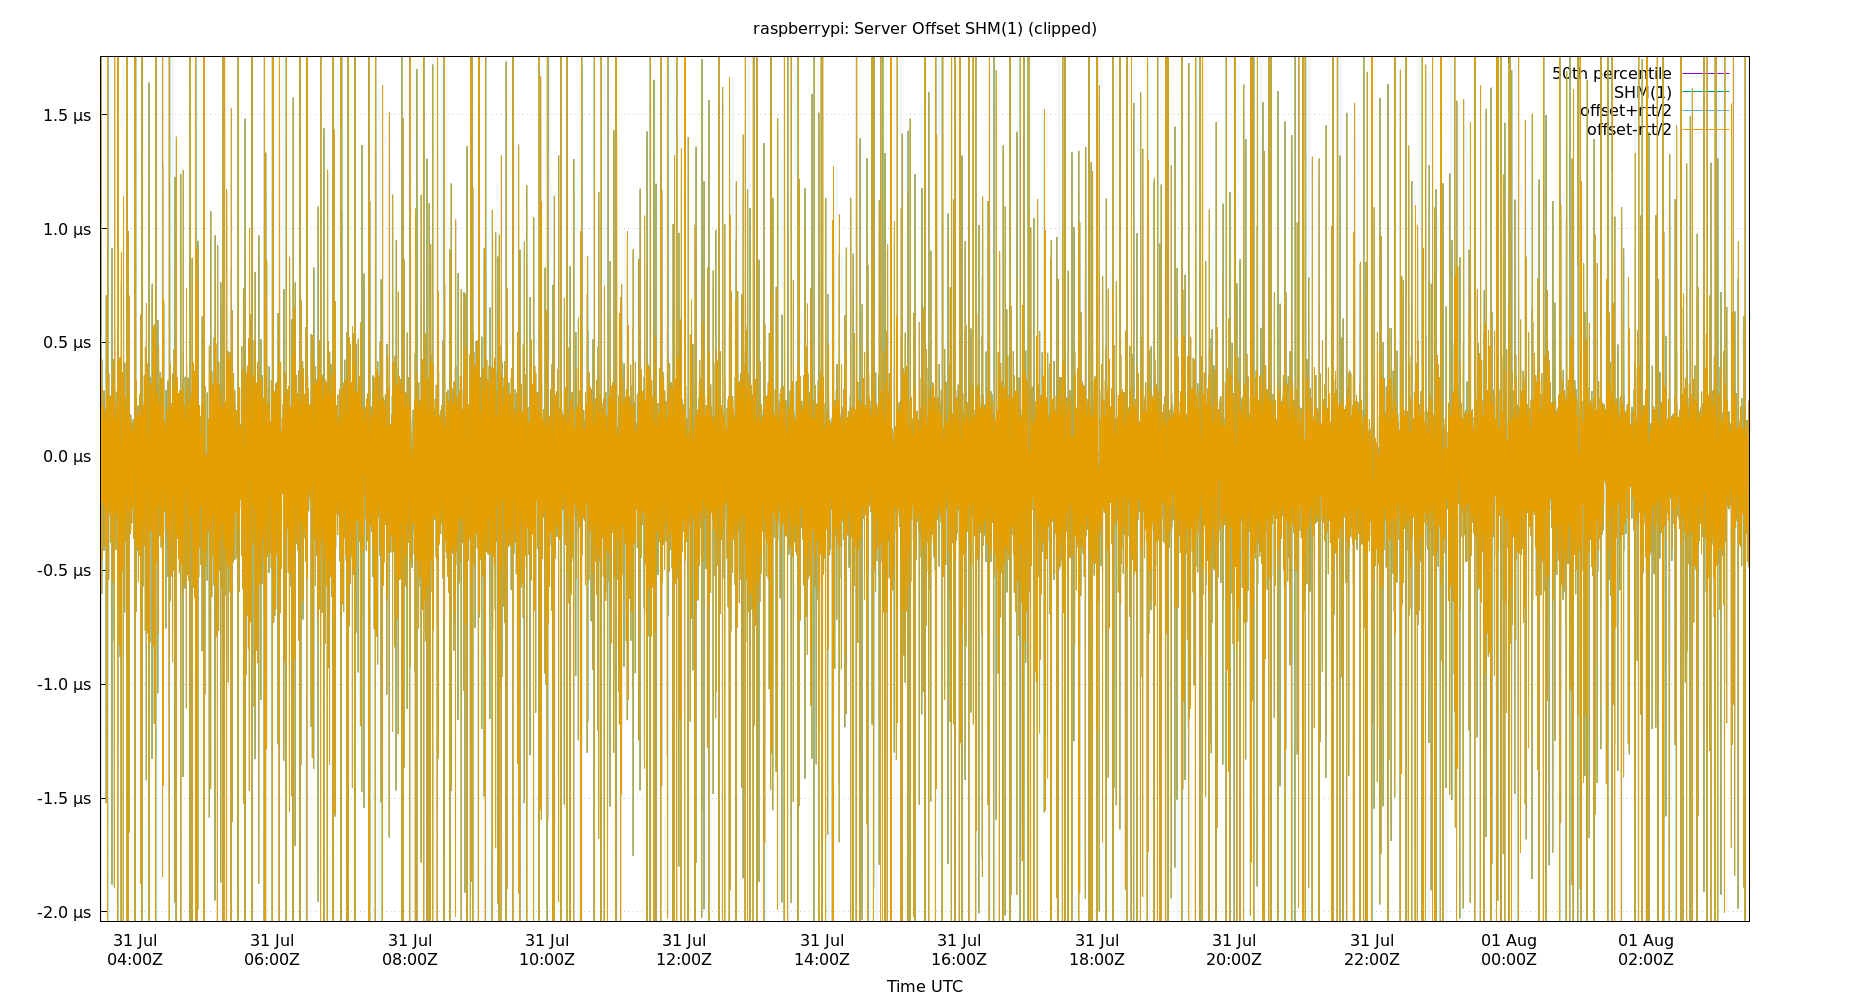 raspberrypi: Server Offset SHM(1) (clipped)
50th percentile
SHM(1)
offset+rtt/2
offset-rtt/2
1.5 µs
1.0 µs
0.5 µs
0.0 µs
-0.5 µs
-1.0 µs
-1.5 µs
-2.0 µs
31 Jul 31 Jul 31 Jul 31 Jul 31 Jul 31 Jul 31 Jul 31 Jul 31 Jul 31 Jul 01 Aug 01 Aug
04:00Z 06:00Z 08:00Z 10:00Z 12:00Z 14:00Z 16:00Z 18:00Z 20:00Z 22:00Z 00:00Z 02:00Z
Time UTC